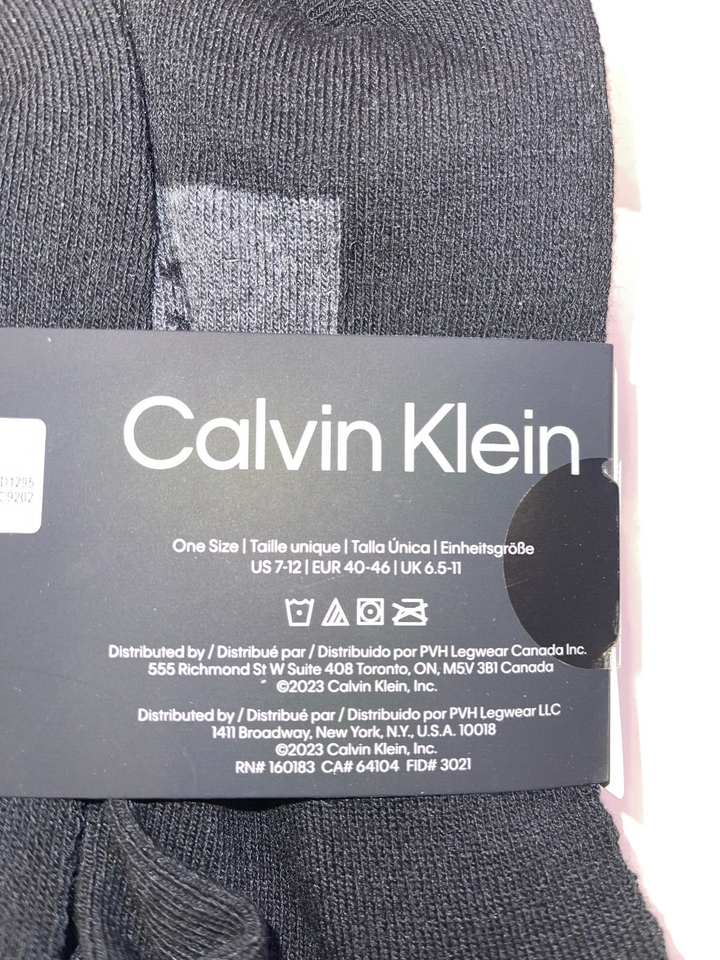 Calvin Klein
D1295
C9202
One Size | Taille unique | Talla Única | Einheitsgröße
US 7-12 | EUR 40-46 | UK 6.5-11
Distributed by / Distribué par / Distribuido por PVH Legwear Canada Inc.
555 Richmond St W Suite 408 Toronto, ON, M5V 3B1 Canada
©2023 Calvin Klein, Inc.
Distributed by / Distribué par / Distribuido por PVH Legwear LLC
1411 Broadway, New York, N.Y., U.S.A. 10018
©2023 Calvin Klein, Inc.
RN# 160183 CA# 64104 FID# 3021